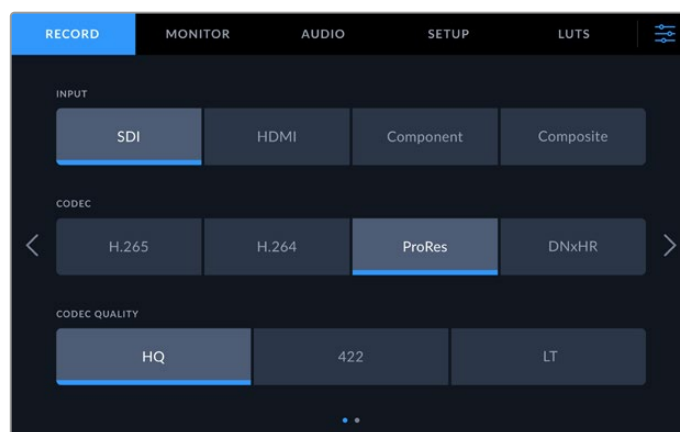 RECORD MONITOR AUDIO SETUP LUTS
INPUT
SDI HDMI Component Composite
CODEC
H.265 H.264 ProRes DNxHR
CODEC QUALITY
HQ 422 LT